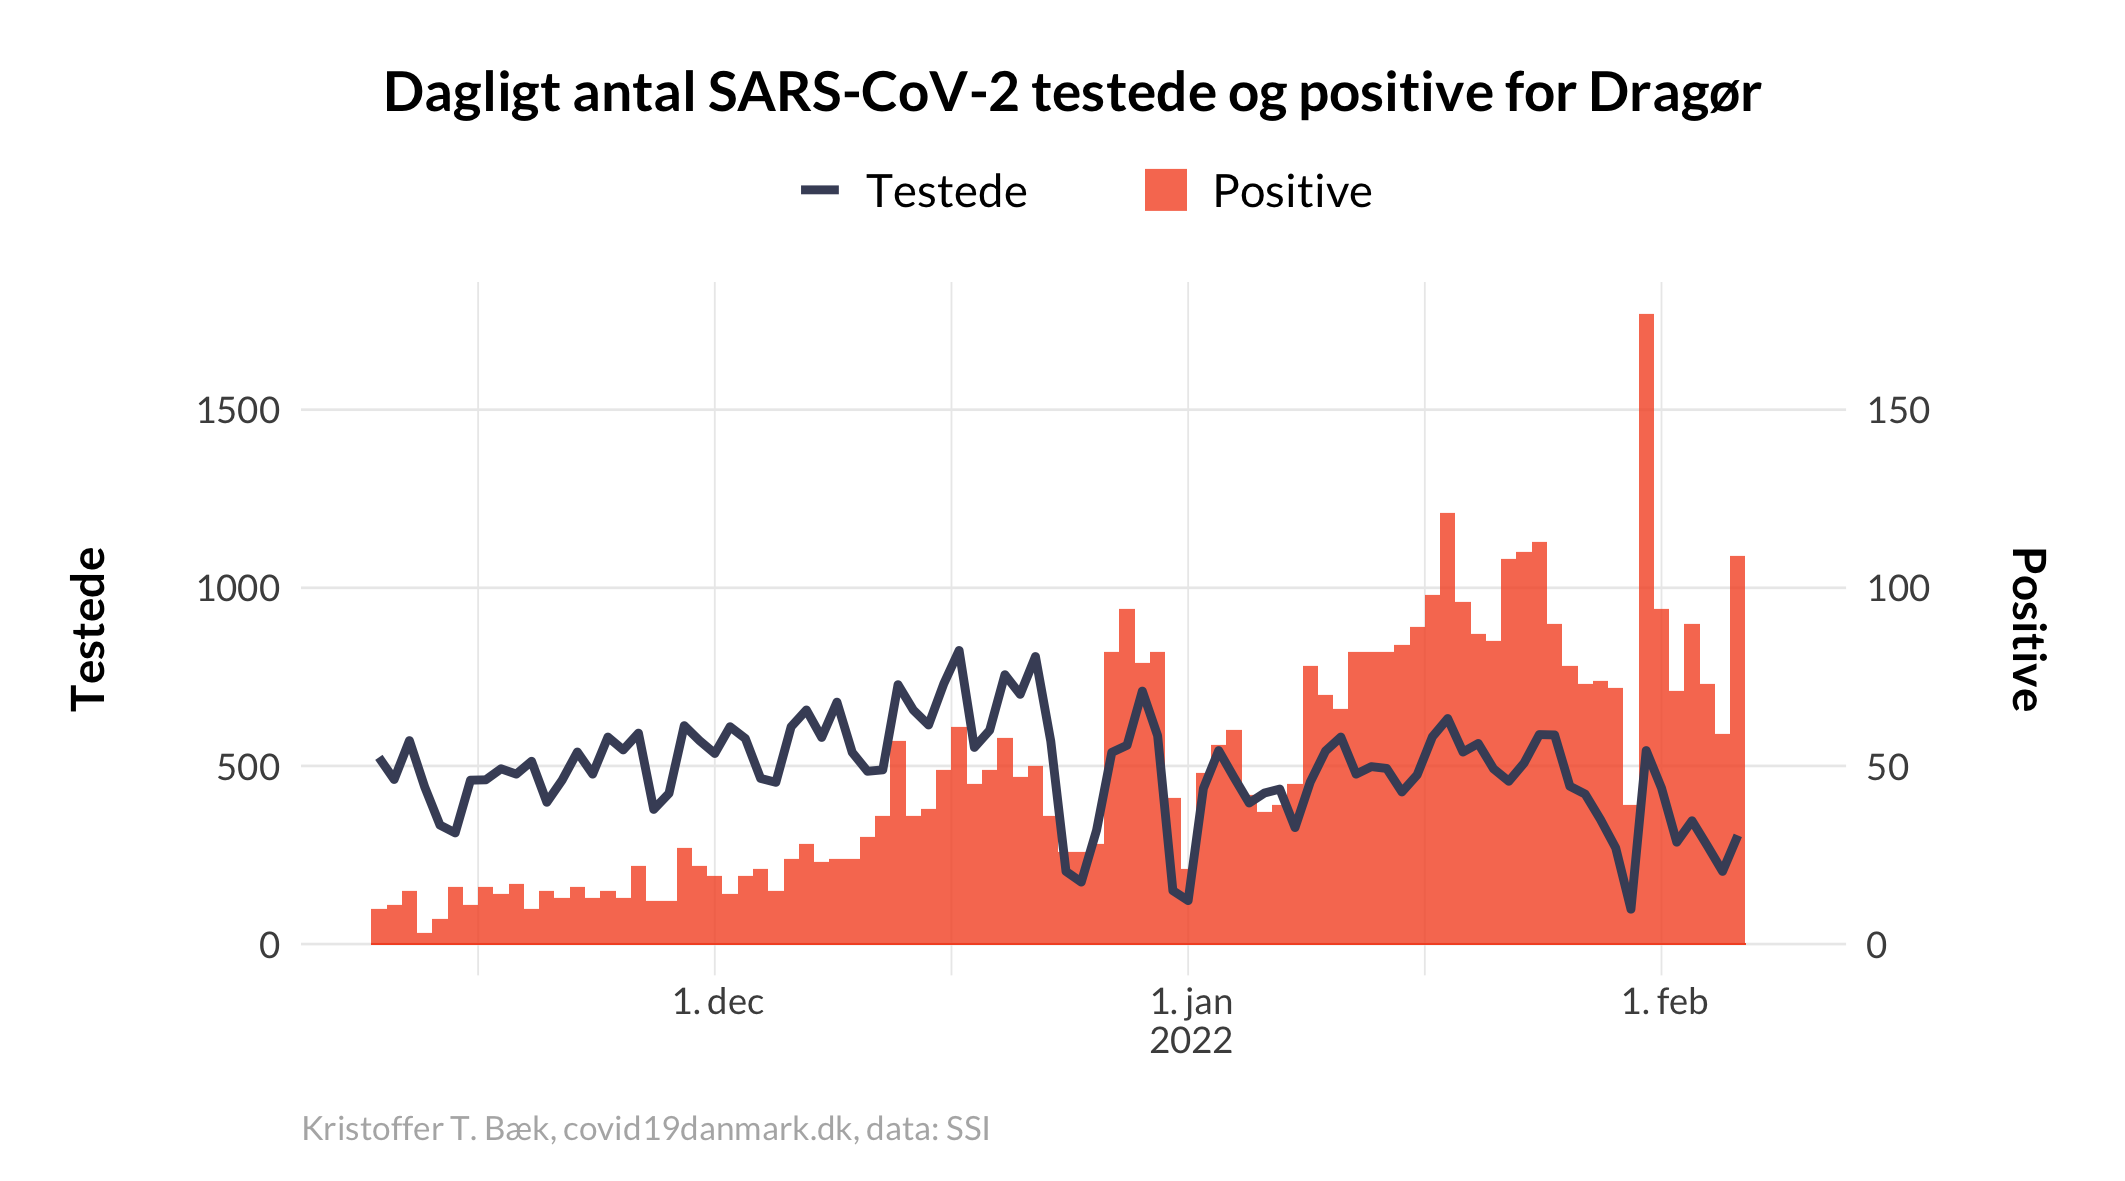 Dagligt antal SARS-CoV-2 testede og positive for Dragør
Testede
Positive
Testede
1500
1000
500
0
150
100
50
0
Positive
1. dec
1. jan
2022
1. feb
Kristoffer T. Bæk, covid19danmark.dk, data: SSI